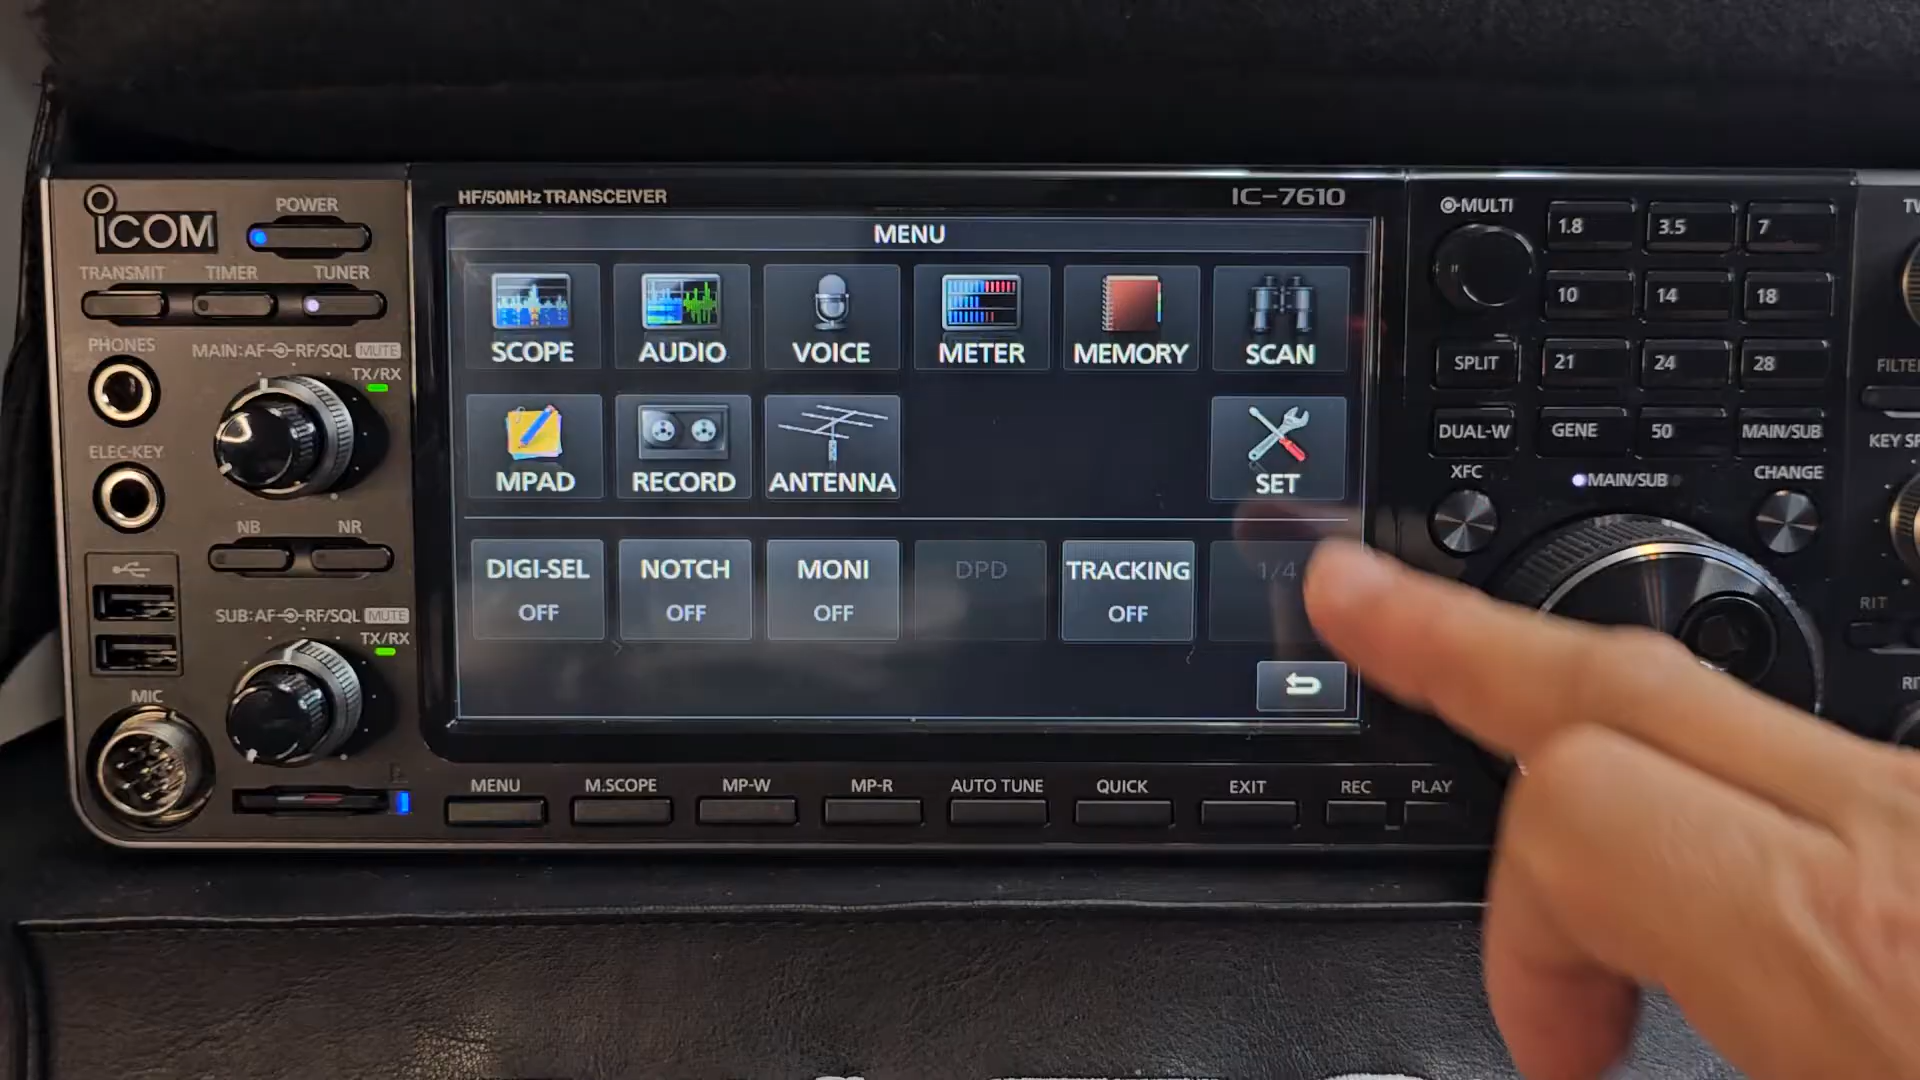 HF/50MHz TRANSCEIVER
IC-7610
ICOM
POWER
TRANSMIT TIMER TUNER
PHONES
MAIN:AF RF/SQL MUTE
TX/RX
ELEC-KEY
NB NR
SUB:AF RF/SQL MUTE
TX/RX
MIC
MENU
SCOPE AUDIO VOICE METER MEMORY SCAN
MPAD RECORD ANTENNA SET
DIGI-SEL NOTCH MONI DPD TRACKING 1/4
OFF OFF OFF OFF
MENU M.SCOPE MP-W MP-R AUTO TUNE QUICK EXIT REC PLAY
MULTI
1.8 3.5 7
10 14 18
SPLIT 21 24 28
DUAL-W GENE 50 MAIN/SUB
XFC MAIN/SUB CHANGE
RIT